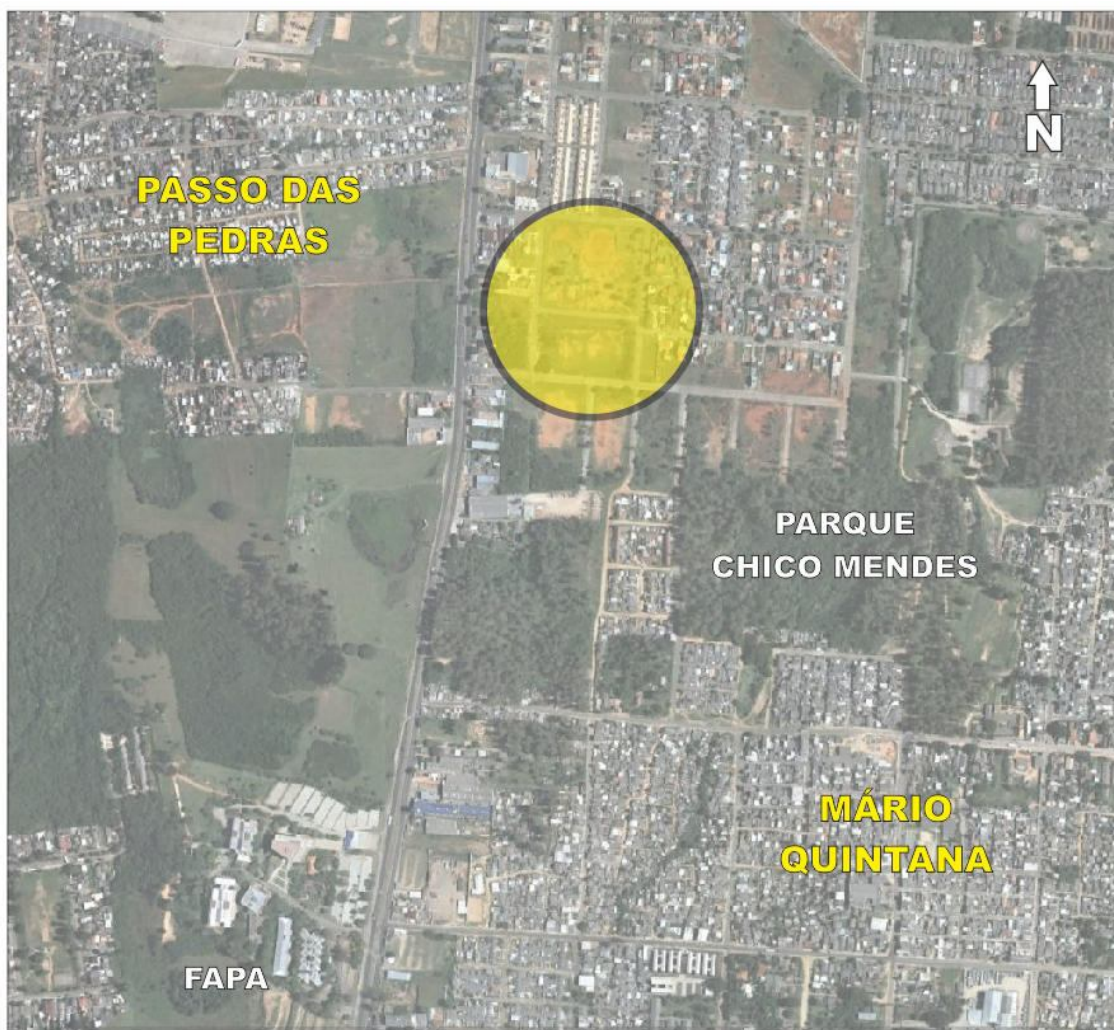 N
PASSO DAS
PEDRAS
PARQUE
CHICO MENDES
MÁRIO
QUINTANA
FAPA